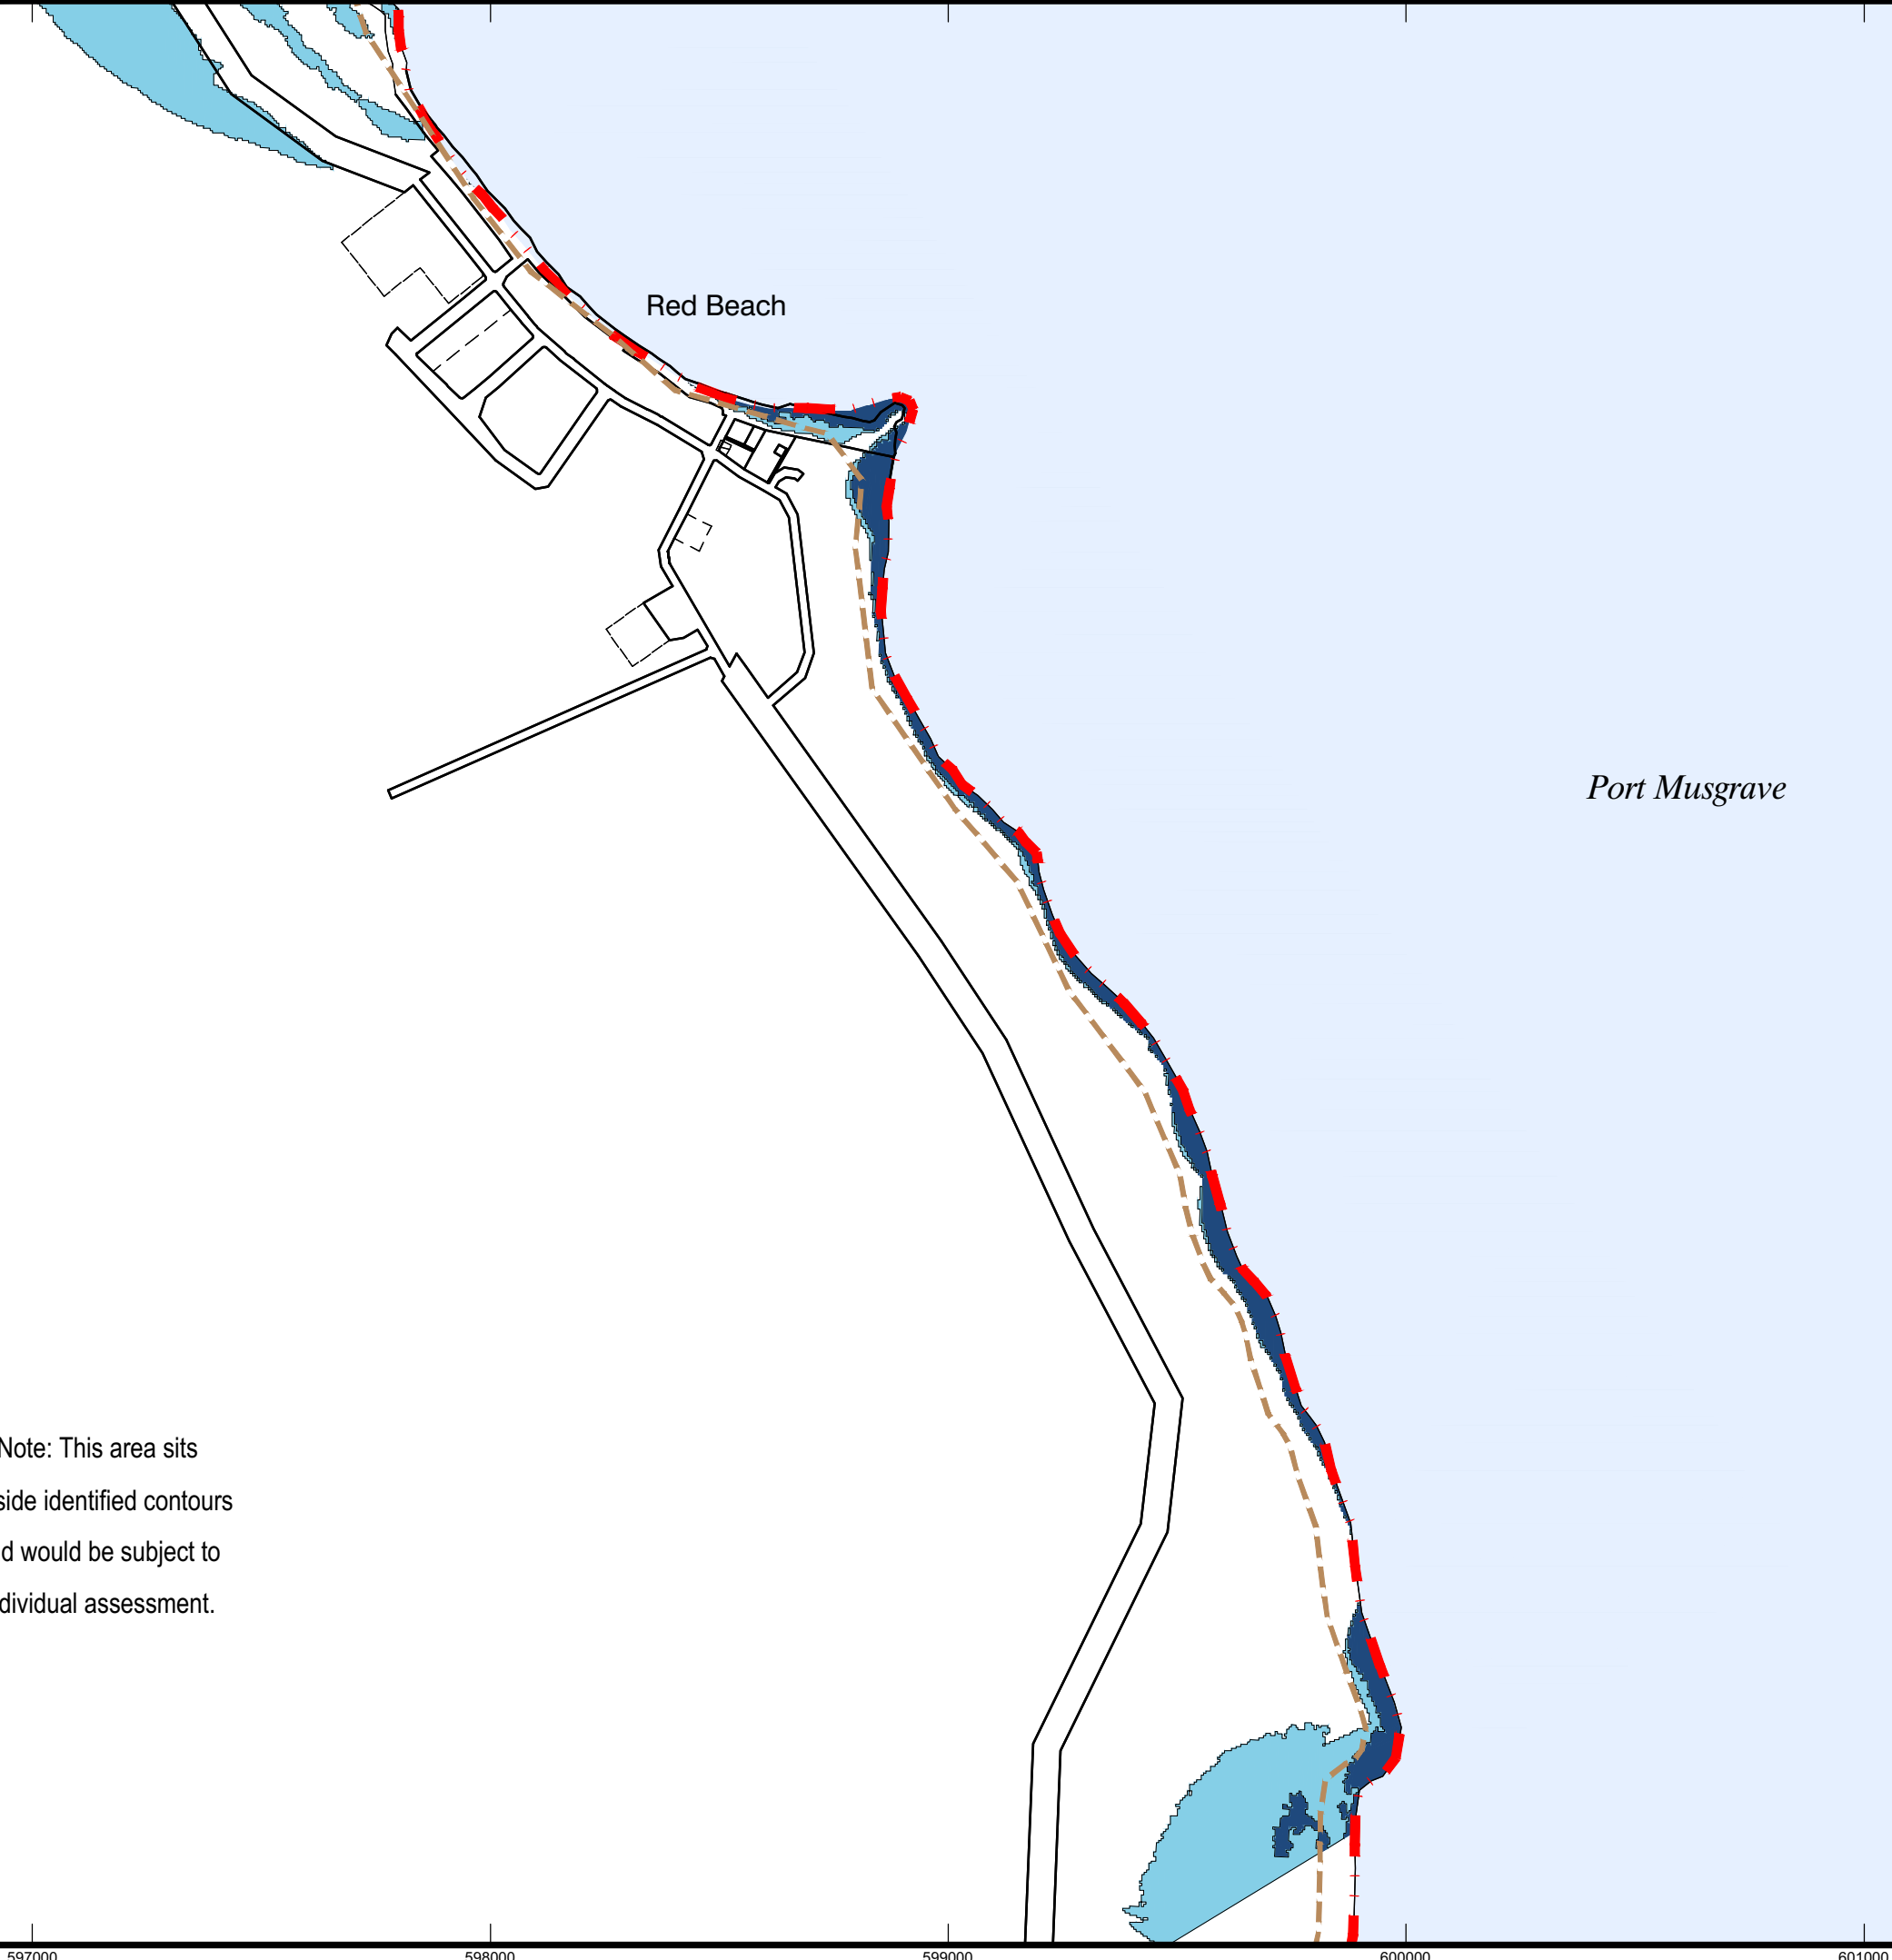 Red Beach
Port Musgrave
Note: This area sits
side identified contours
d would be subject to
dividual assessment.
597000 598000 599000 600000 601000